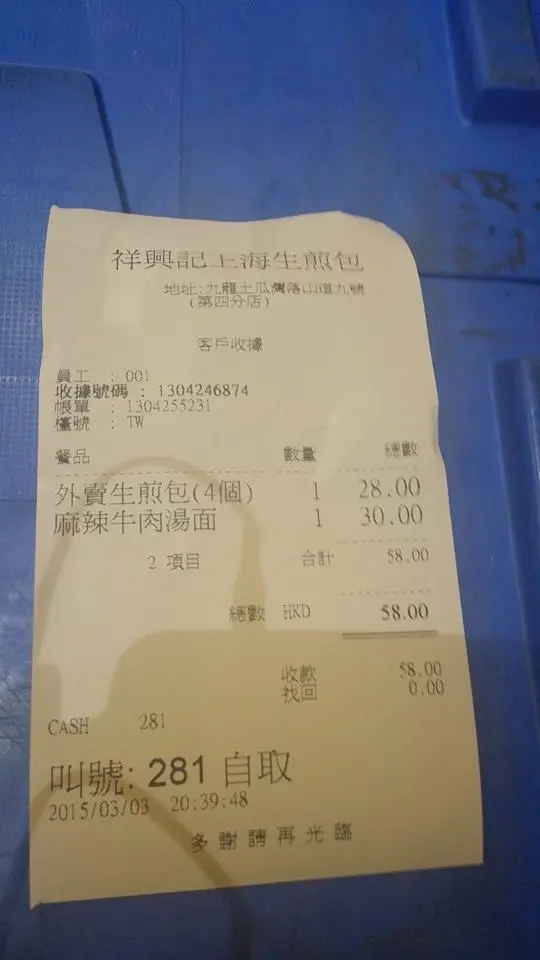 祥興記上海生煎包
地址:九龍土瓜灣落山道九號
(第四分店)
客戶收據
員工 : 001
收據號碼 : 1304246874
帳單 : 1304255231
檯號 : TW
餐品 數量 總數
外賣生煎包(4個) 1 28.00
麻辣牛肉湯面 1 30.00
2 項目 合計 58.00
總數 HKD 58.00
收款 58.00
找回 0.00
CASH 281
叫號: 281 自取
2015/03/03 20:39:48
多謝請再光臨